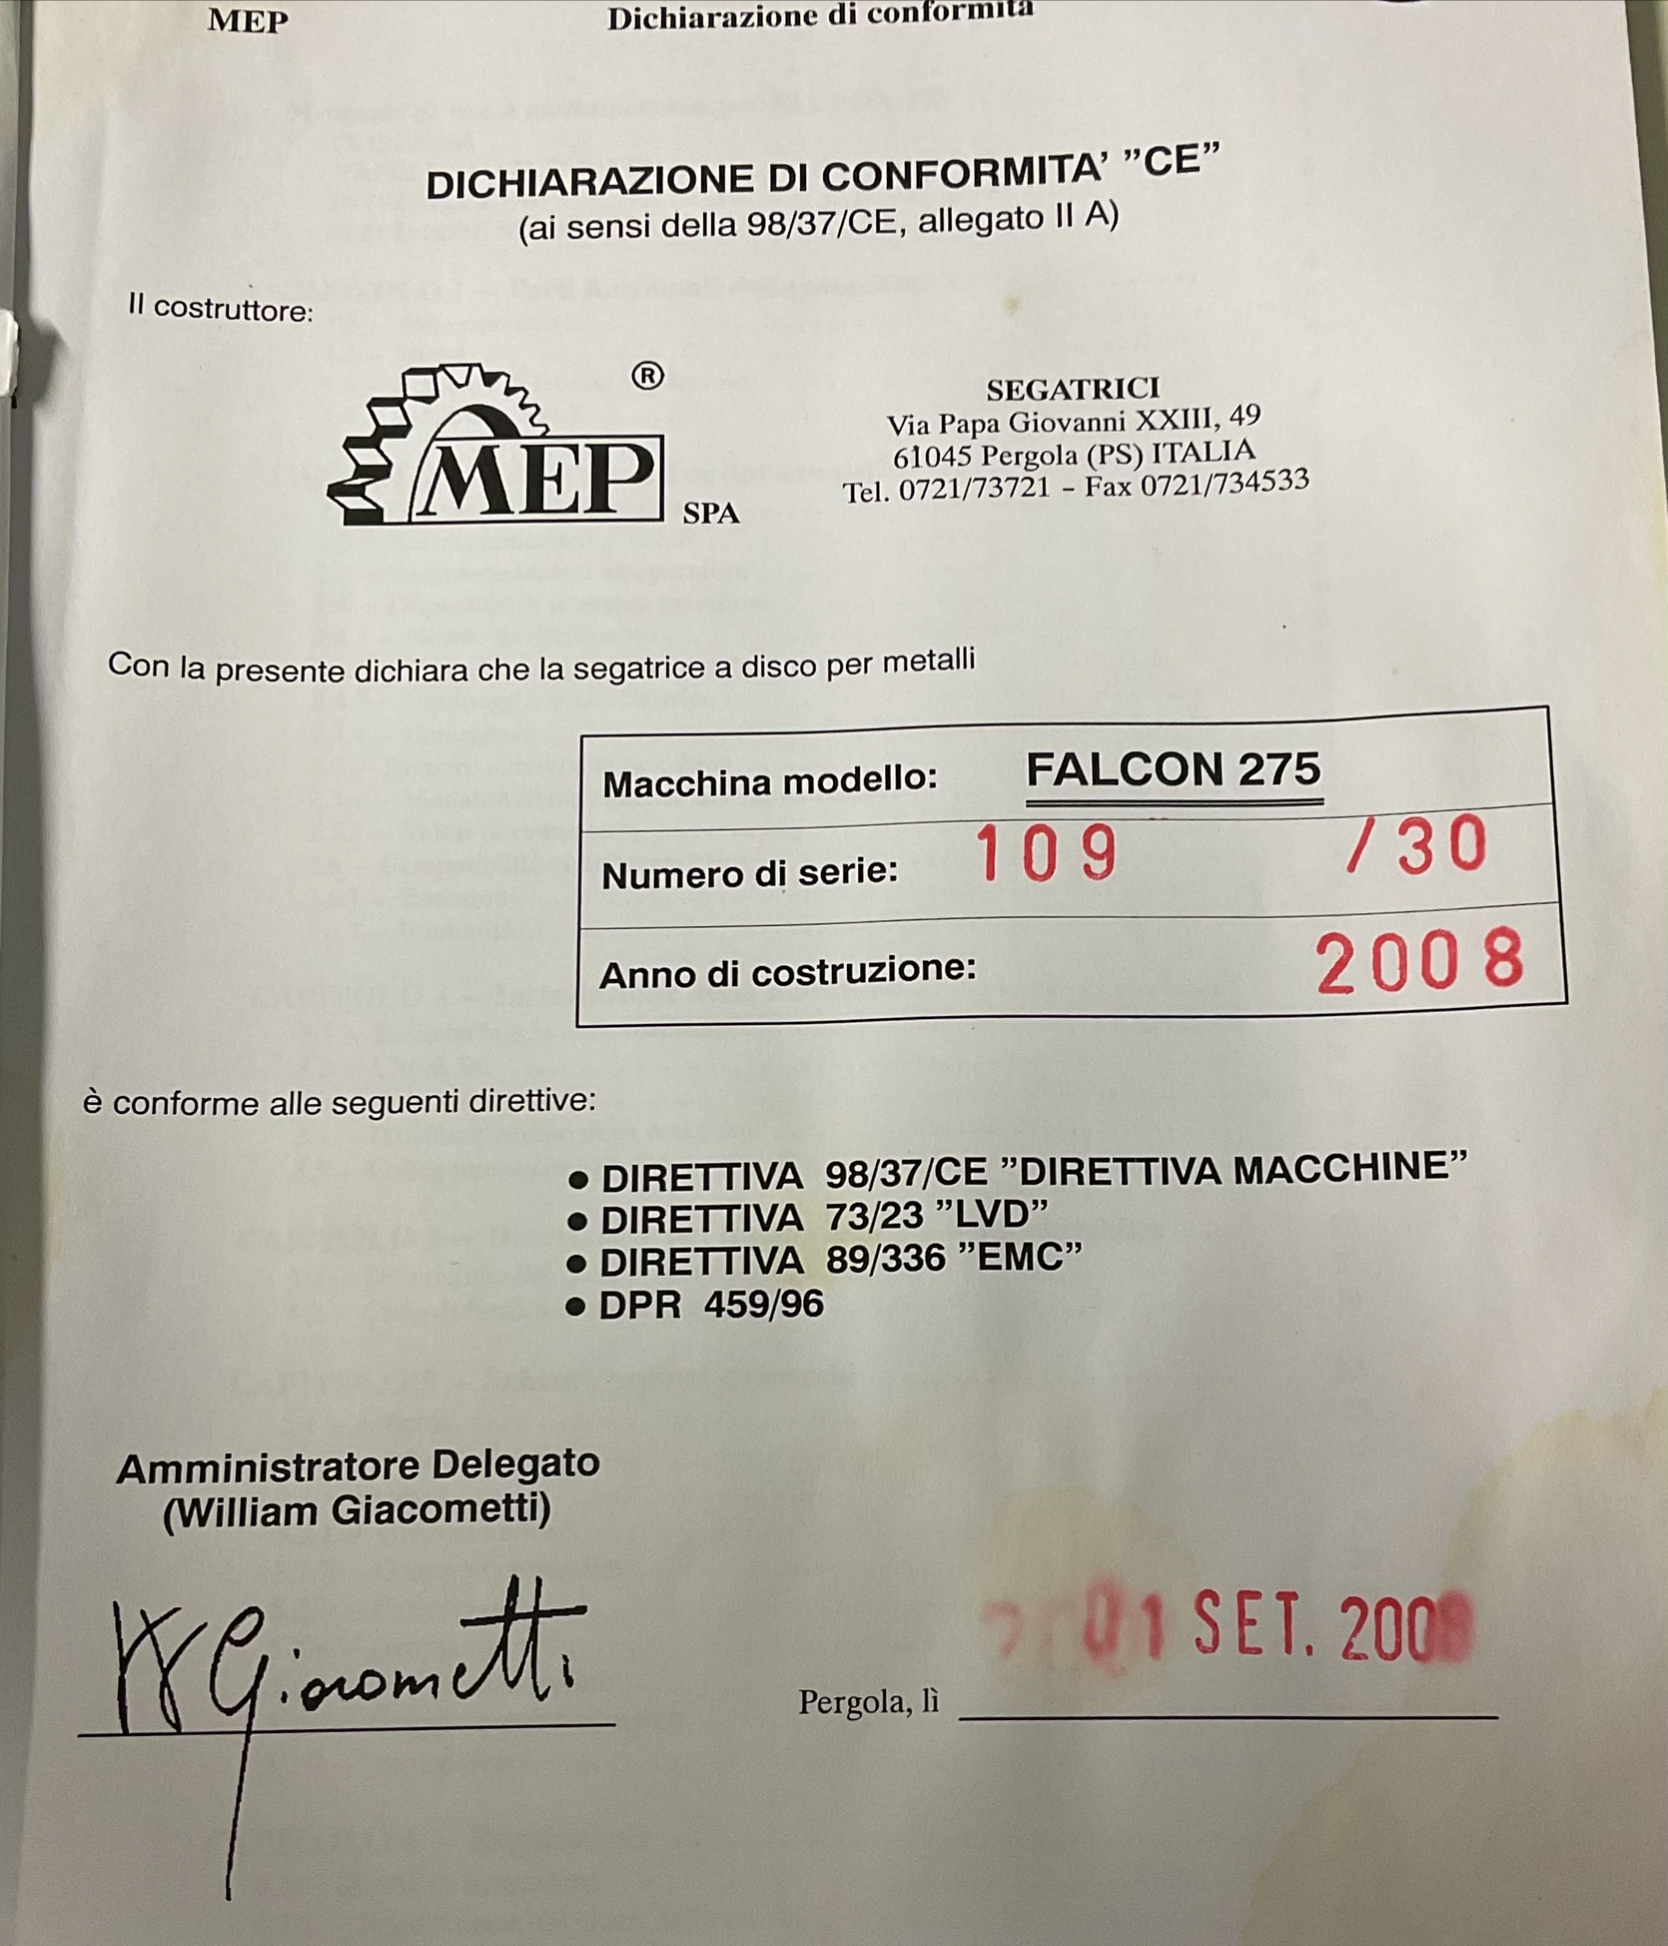 MEP Dichiarazione di conformità
DICHIARAZIONE DI CONFORMITA' ”CE”
(ai sensi della 98/37/CE, allegato II A)
Il costruttore:
®
MEP
SPA
SEGATRICI
Via Papa Giovanni XXIII, 49
61045 Pergola (PS) ITALIA
Tel. 0721/73721 – Fax 0721/734533
Con la presente dichiara che la segatrice a disco per metalli
Macchina modello: FALCON 275
Numero di serie: 109 /30
Anno di costruzione: 2008
è conforme alle seguenti direttive:
● DIRETTIVA 98/37/CE ”DIRETTIVA MACCHINE”
● DIRETTIVA 73/23 ”LVD”
● DIRETTIVA 89/336 ”EMC”
● DPR 459/96
Amministratore Delegato
(William Giacometti)
WGiacometti
01 SET. 2008
Pergola, lì